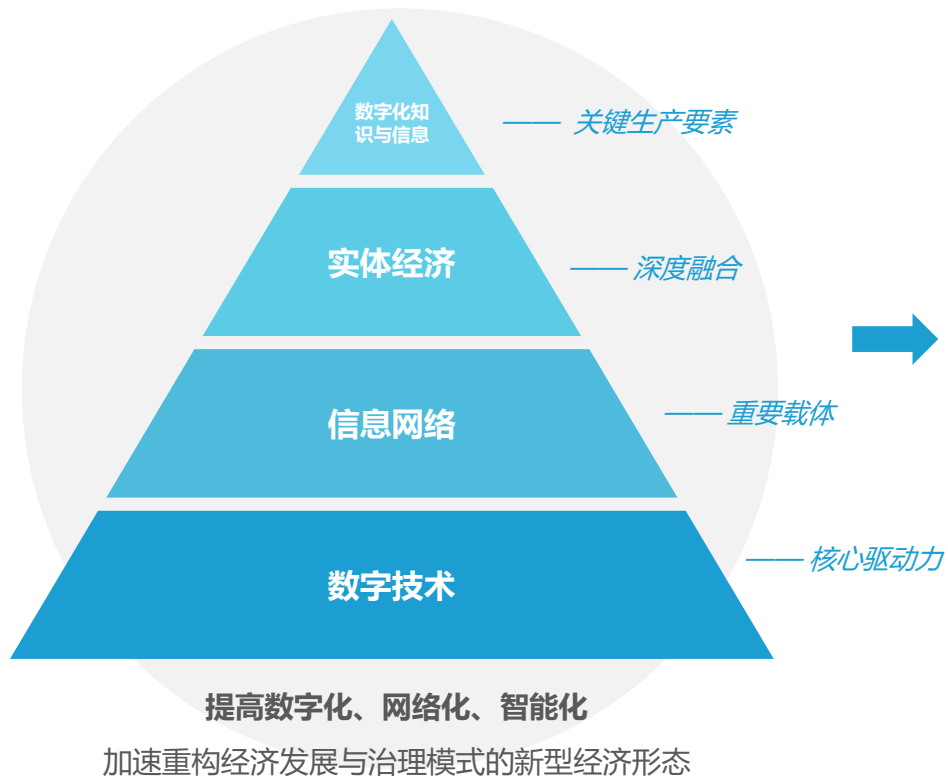 数字化知
识与信息
—— 关键生产要素
实体经济
—— 深度融合
信息网络
—— 重要载体
数字技术
—— 核心驱动力
提高数字化、网络化、智能化
加速重构经济发展与治理模式的新型经济形态